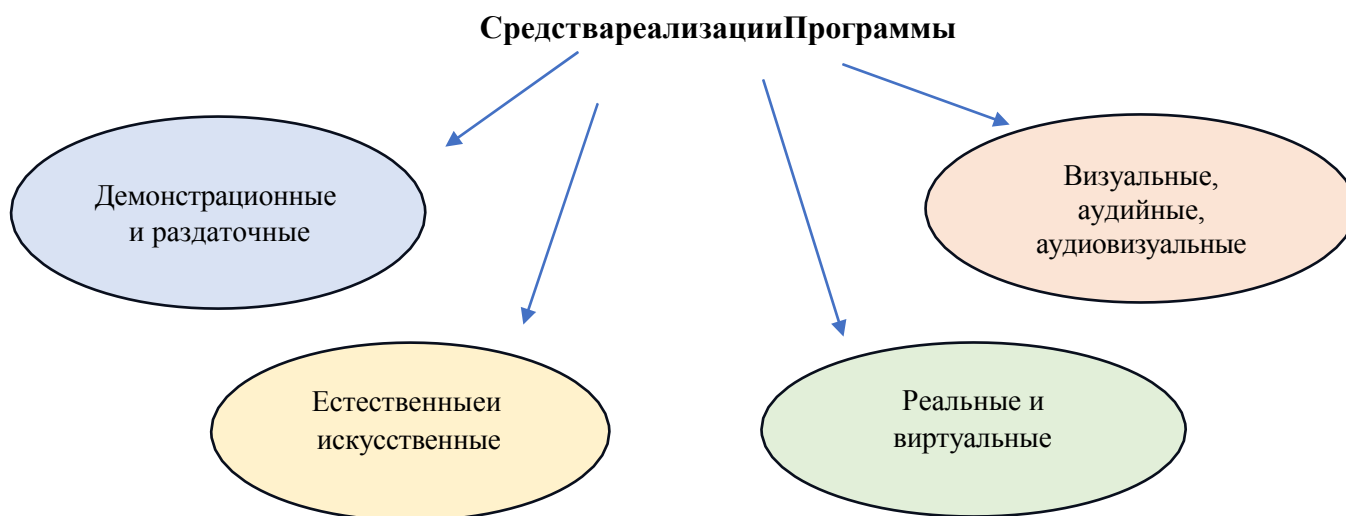 СредствареализацииПрограммы
Демонстрационные
и раздаточные
Визуальные,
аудийные,
аудиовизуальные
Естественныеи
искусственные
Реальные и
виртуальные